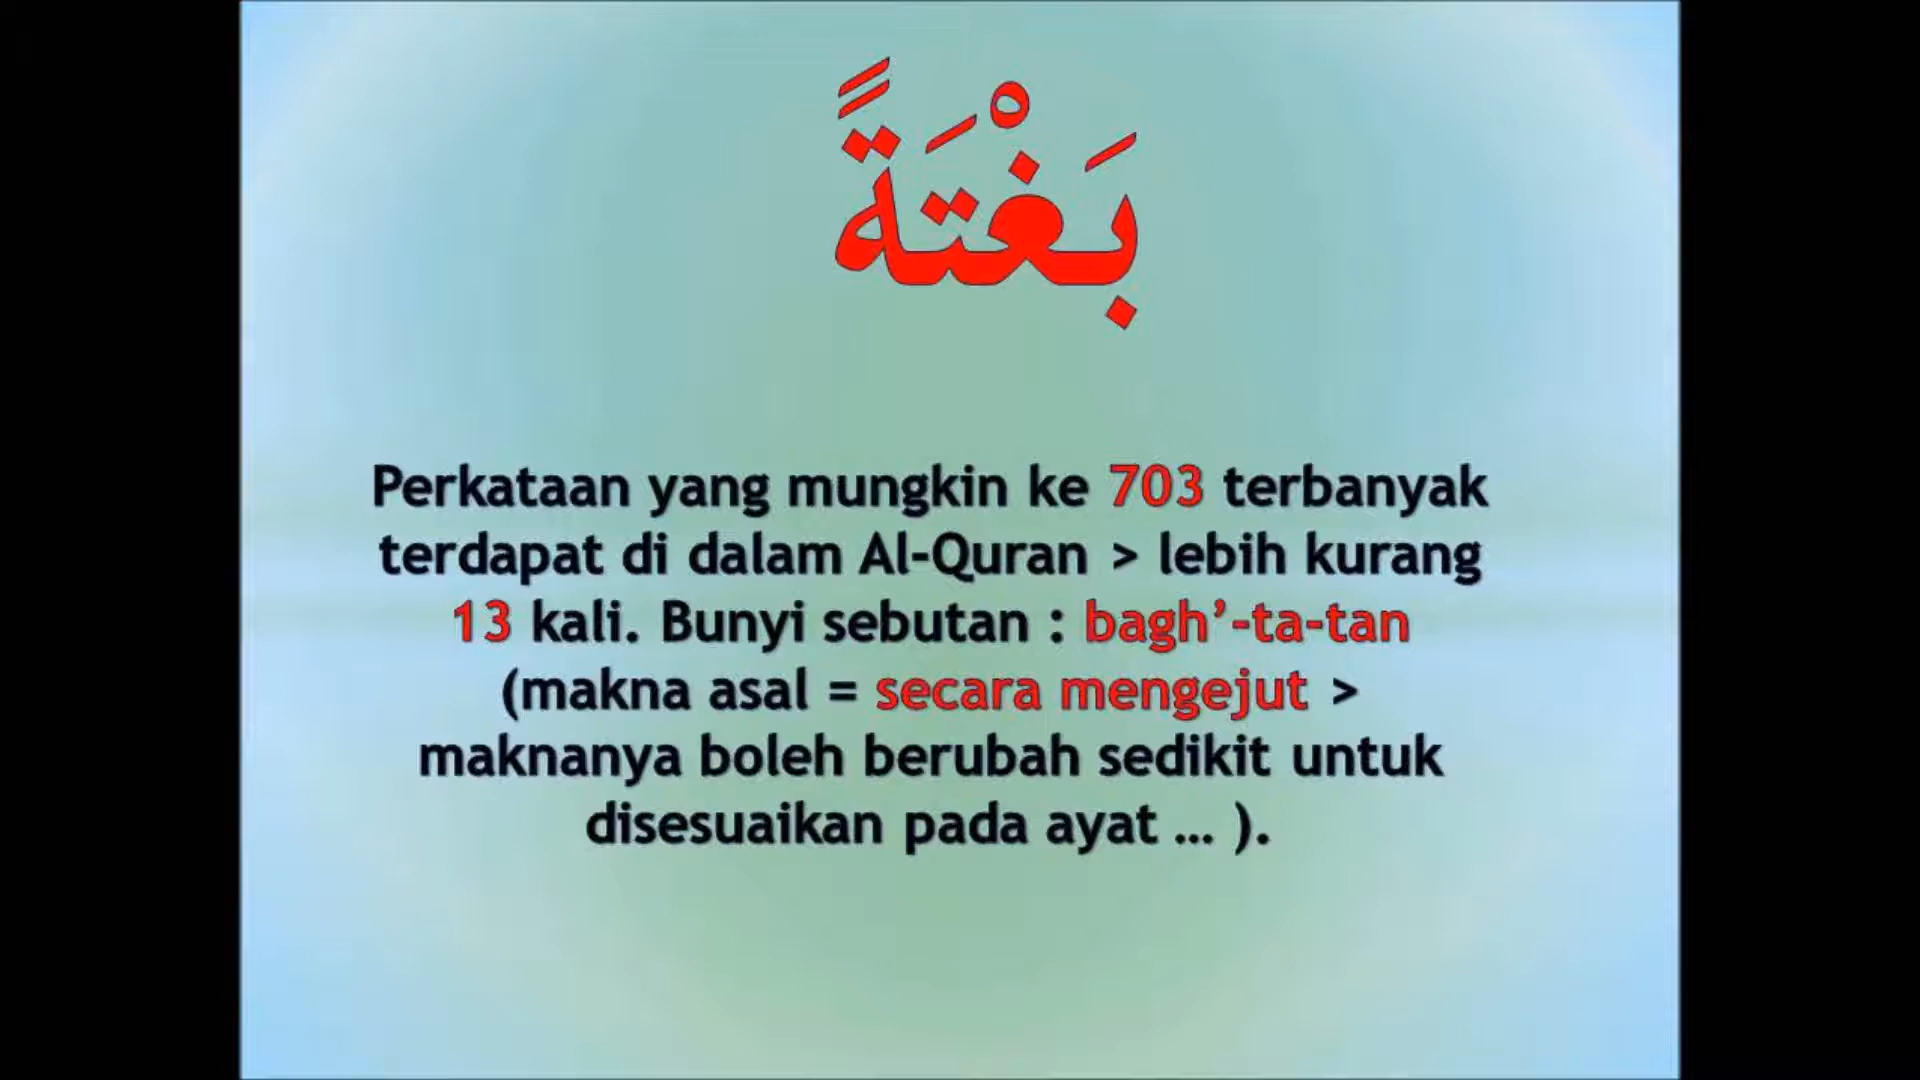 بَغْتَةً
Perkataan yang mungkin ke 703 terbanyak
terdapat di dalam Al-Quran > lebih kurang
13 kali. Bunyi sebutan : bagh’-ta-tan
(makna asal = secara mengejut >
maknanya boleh berubah sedikit untuk
disesuaikan pada ayat … ).